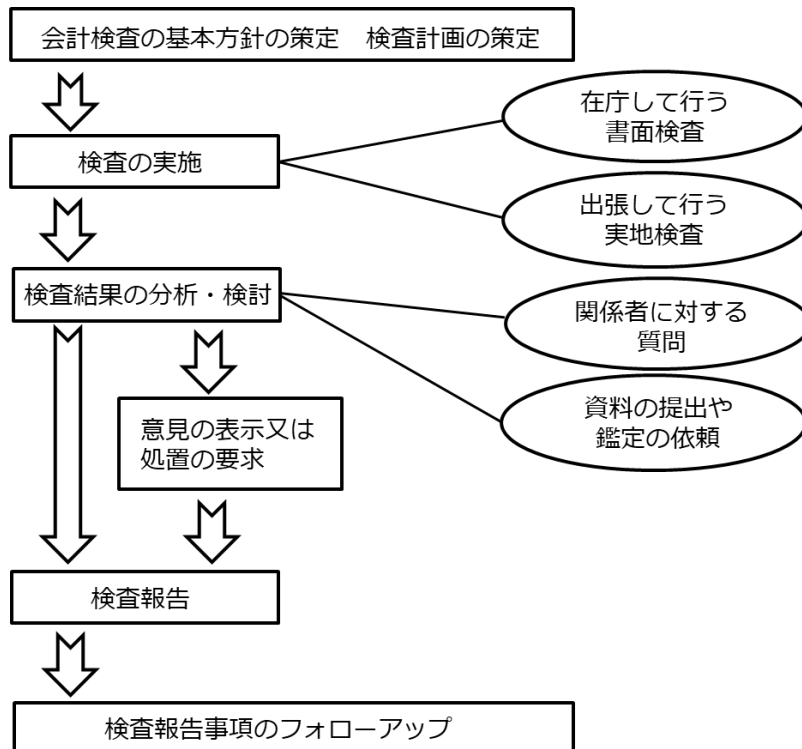 会計検査の基本方針の策定　検査計画の策定
在庁して行う
書面検査
検査の実施
出張して行う
実地検査
検査結果の分析・検討
関係者に対する
質問
意見の表示又は
処置の要求
資料の提出や
鑑定の依頼
検査報告
検査報告事項のフォローアップ